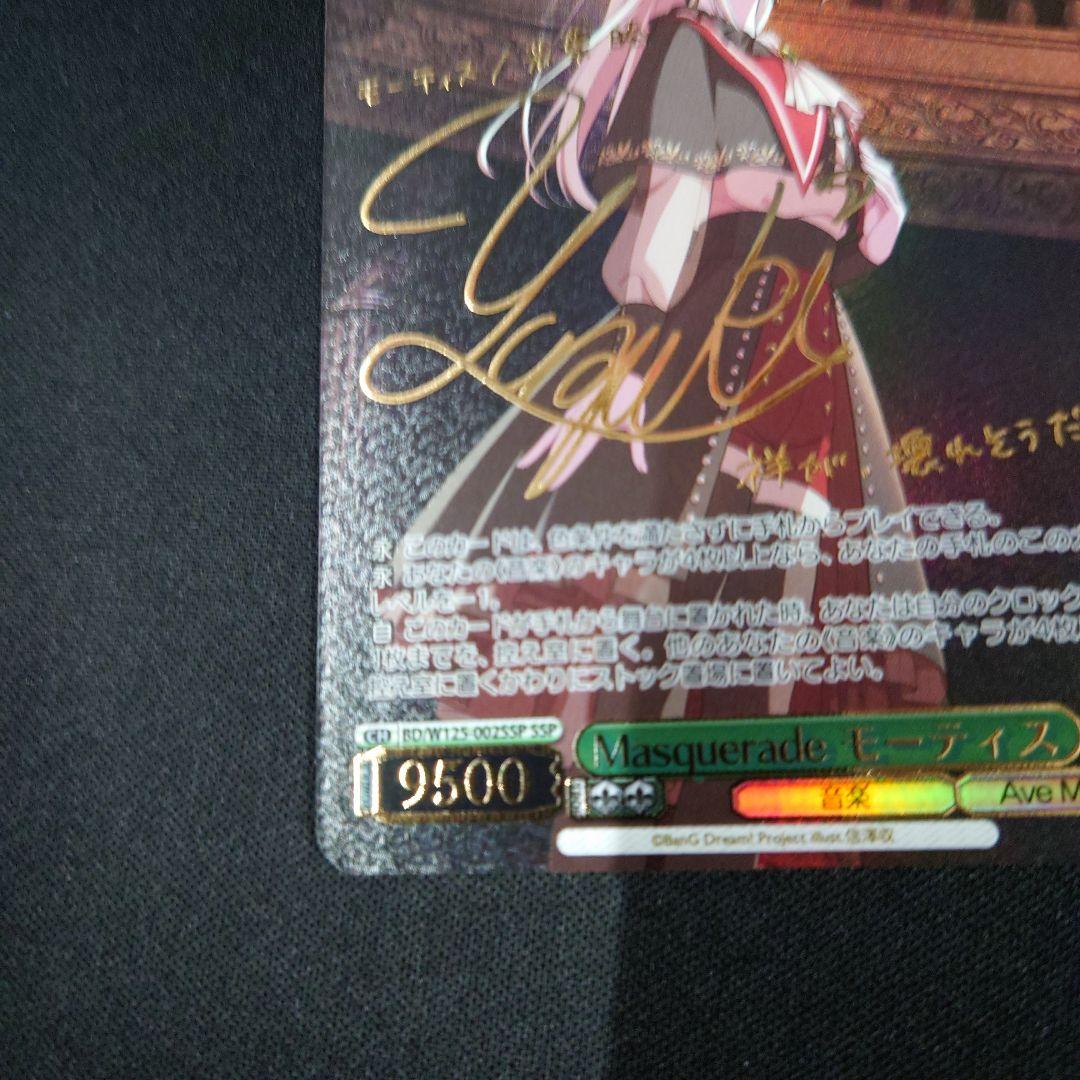 モーティス/米澤 茜
祥が 壊れそうだ
永 このカードは、色条件を満たさずに手札からプレイできる。
永 あなたの《音楽》のキャラが4枚以上なら、あなたの手札のこのカ
レベルを－1。
自 このカードが手札から舞台に置かれた時、あなたは自分のクロック
1枚までを、控え室に置く。他のあなたの《音楽》のキャラが4枚
控え室に置くかわりにストック置場に置いてよい。
CH BD/W125-002SSP SSP
Masquerade モーティス
9500
音楽 Ave M
©BanG Dream! Project illust.信澤収